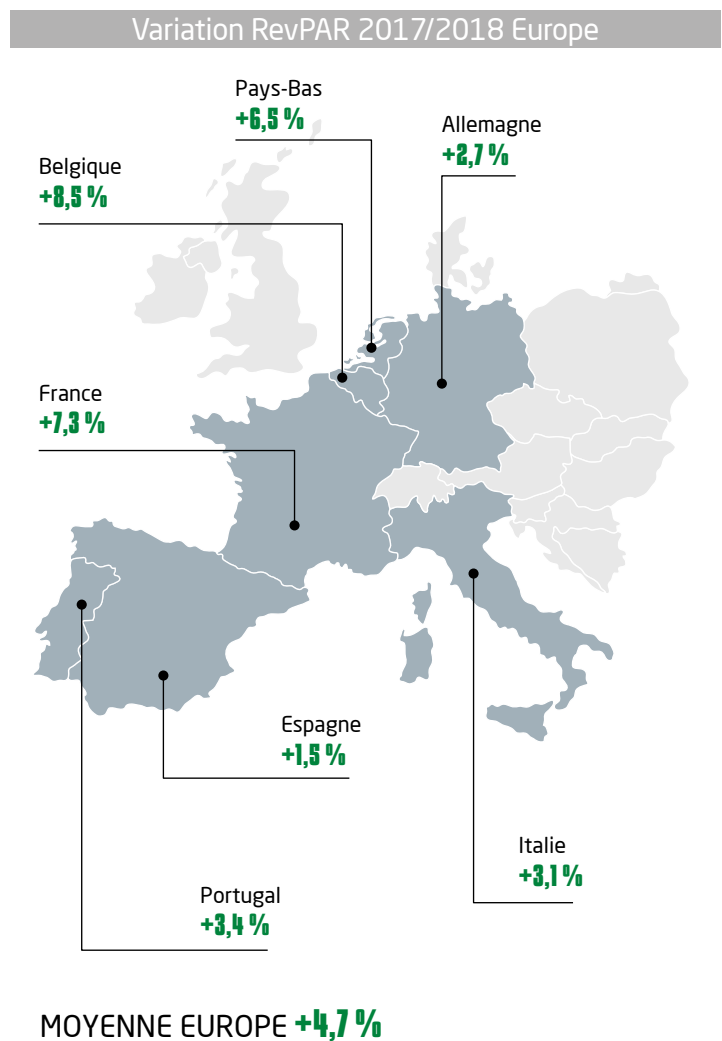 Variation RevPAR 2017/2018 Europe
Pays-Bas
+6,5 %
Allemagne
+2,7 %
Belgique
+8,5 %
France
+7,3 %
Espagne
+1,5 %
Italie
+3,1 %
Portugal
+3,4 %
MOYENNE EUROPE +4,7 %